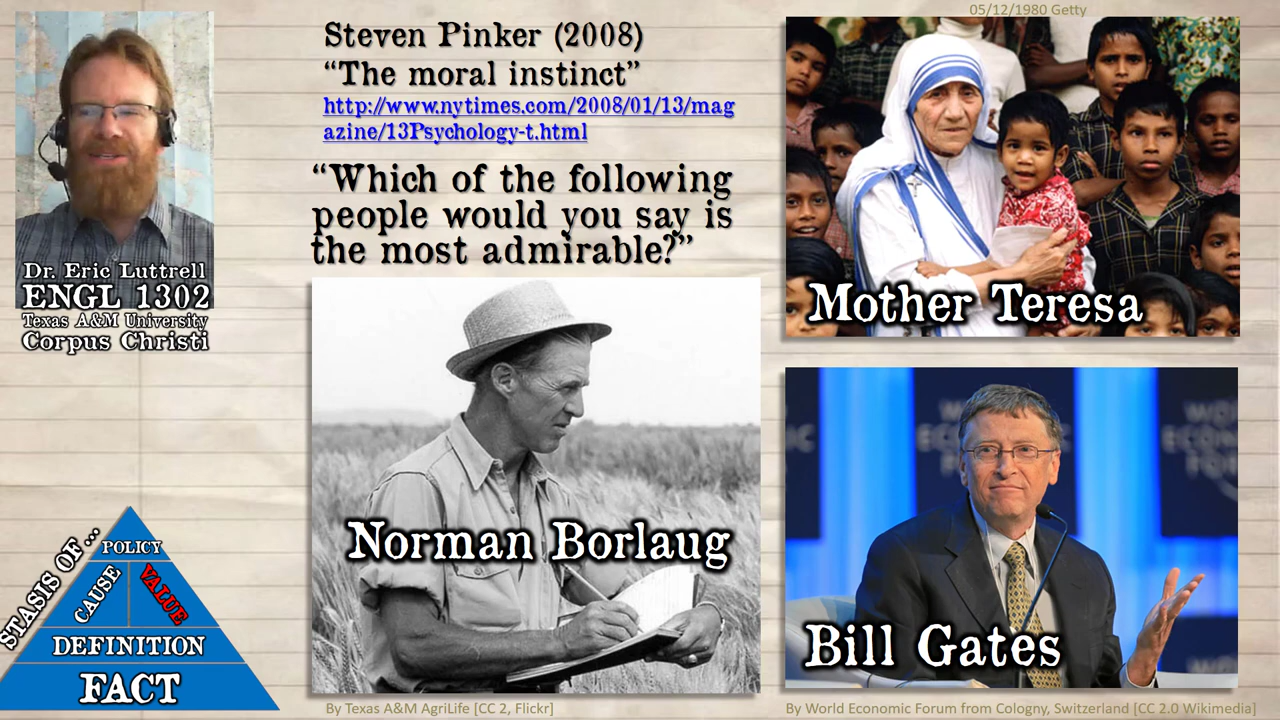 05/12/1980 Getty
Steven Pinker (2008)
“The moral instinct”
http://www.nytimes.com/2008/01/13/mag
azine/13Psychology-t.html
“Which of the following
people would you say is
the most admirable?”
Dr. Eric Luttrell
ENGL 1302
Texas A&M University
Corpus Christi
Mother Teresa
Norman Borlaug
WORLD
ECONOMIC
FORUM
Bill Gates
STASIS OF...
POLICY
CAUSE
VALUE
DEFINITION
FACT
By Texas A&M AgriLife [CC 2, Flickr]
By World Economic Forum from Cologny, Switzerland [CC 2.0 Wikimedia]